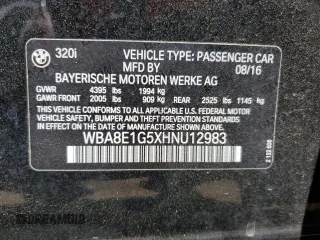 320i VEHICLE TYPE: PASSENGER CAR
MFD BY 08/16
BAYERISCHE MOTOREN WERKE AG
GVWR 4395 lbs 1994 kg
GAWR FRONT 2005 lbs 909 kg REAR 2525 lbs 1145 kg
THIS VEHICLE CONFORMS TO ALL APPLICABLE FEDERAL MOTOR VEHICLE
SAFETY, BUMPER, AND THEFT PREVENTION STANDARDS IN EFFECT
ON THE DATE OF MANUFACTURE SHOWN ABOVE.
WBA8E1G5XHNU12983